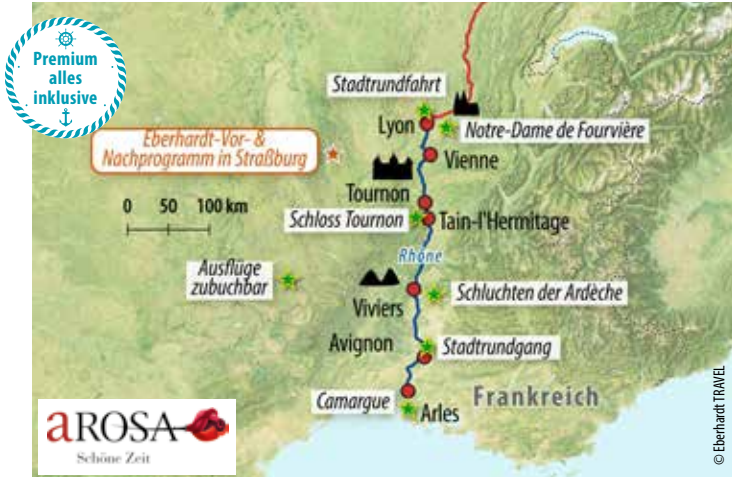 Premium
alles
inklusive
Stadtrundfahrt
Lyon
Notre-Dame de Fourvière
Eberhardt-Vor- &
Nachprogramm in Straßburg
Vienne
Tournon
0 50 100 km
Schloss Tournon
Tain-l'Hermitage
Rhône
Ausflüge
zubuchbar
Schluchten der Ardèche
Viviers
Avignon
Stadtrundgang
Camargue
Arles
Frankreich
aROSA
Schöne Zeit
© Eberhardt TRAVEL